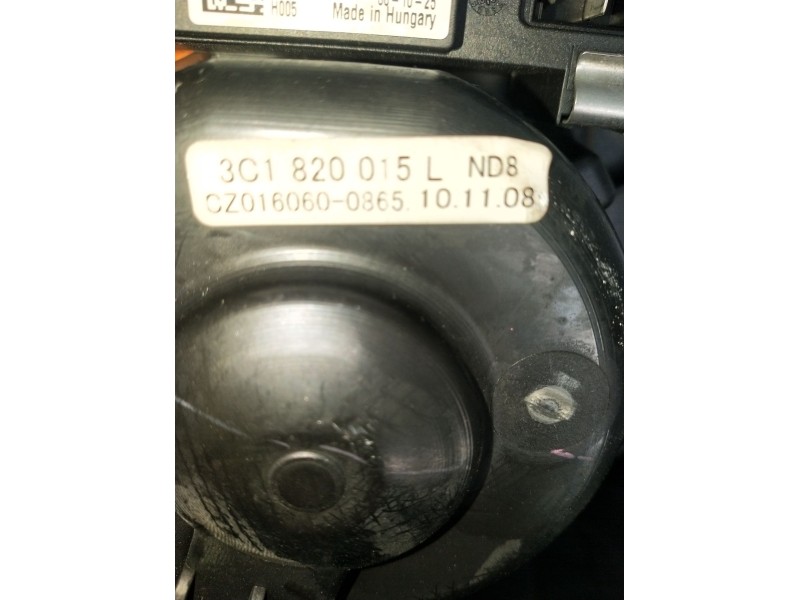 H005
Made in Hungary
3C1 820 015 L ND8
CZ016060-0865. 10.11.08